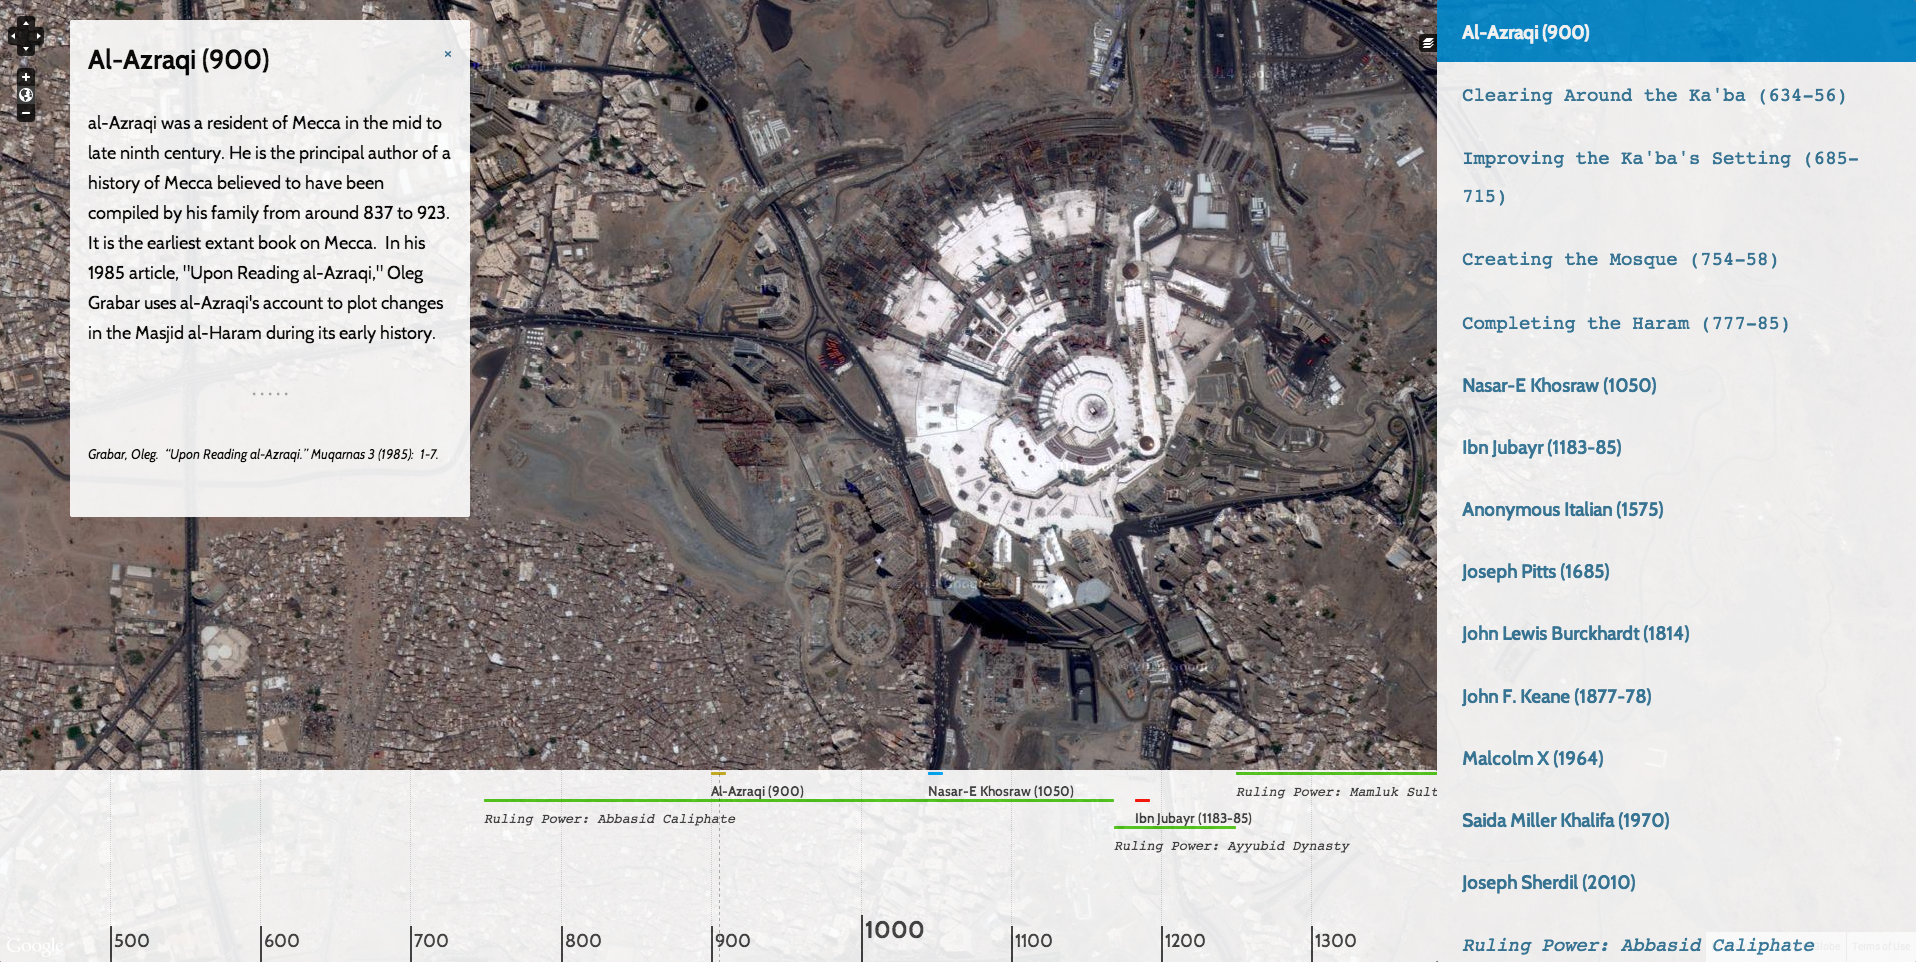 Al-Azraqi (900)
×
al-Azraqi was a resident of Mecca in the mid to
late ninth century. He is the principal author of a
history of Mecca believed to have been
compiled by his family from around 837 to 923.
It is the earliest extant book on Mecca.  In his
1985 article, "Upon Reading al-Azraqi," Oleg
Grabar uses al-Azraqi's account to plot changes
in the Masjid al-Haram during its early history.
.....
Grabar, Oleg.  “Upon Reading al-Azraqi.” Muqarnas 3 (1985):  1-7.
Al-Azraqi (900)
Clearing Around the Ka'ba (634-56)
Improving the Ka'ba's Setting (685-
715)
Creating the Mosque (754-58)
Completing the Haram (777-85)
Nasar-E Khosraw (1050)
Ibn Jubayr (1183-85)
Anonymous Italian (1575)
Joseph Pitts (1685)
John Lewis Burckhardt (1814)
John F. Keane (1877-78)
Malcolm X (1964)
Saida Miller Khalifa (1970)
Joseph Sherdil (2010)
Ruling Power: Abbasid Caliphate
Terms of Use
Al-Azraqi (900)
Nasar-E Khosraw (1050)
Ruling Power: Mamluk Sult
Ruling Power: Abbasid Caliphate
Ibn Jubayr (1183-85)
Ruling Power: Ayyubid Dynasty
500
600
700
800
900
1000
1100
1200
1300
Google